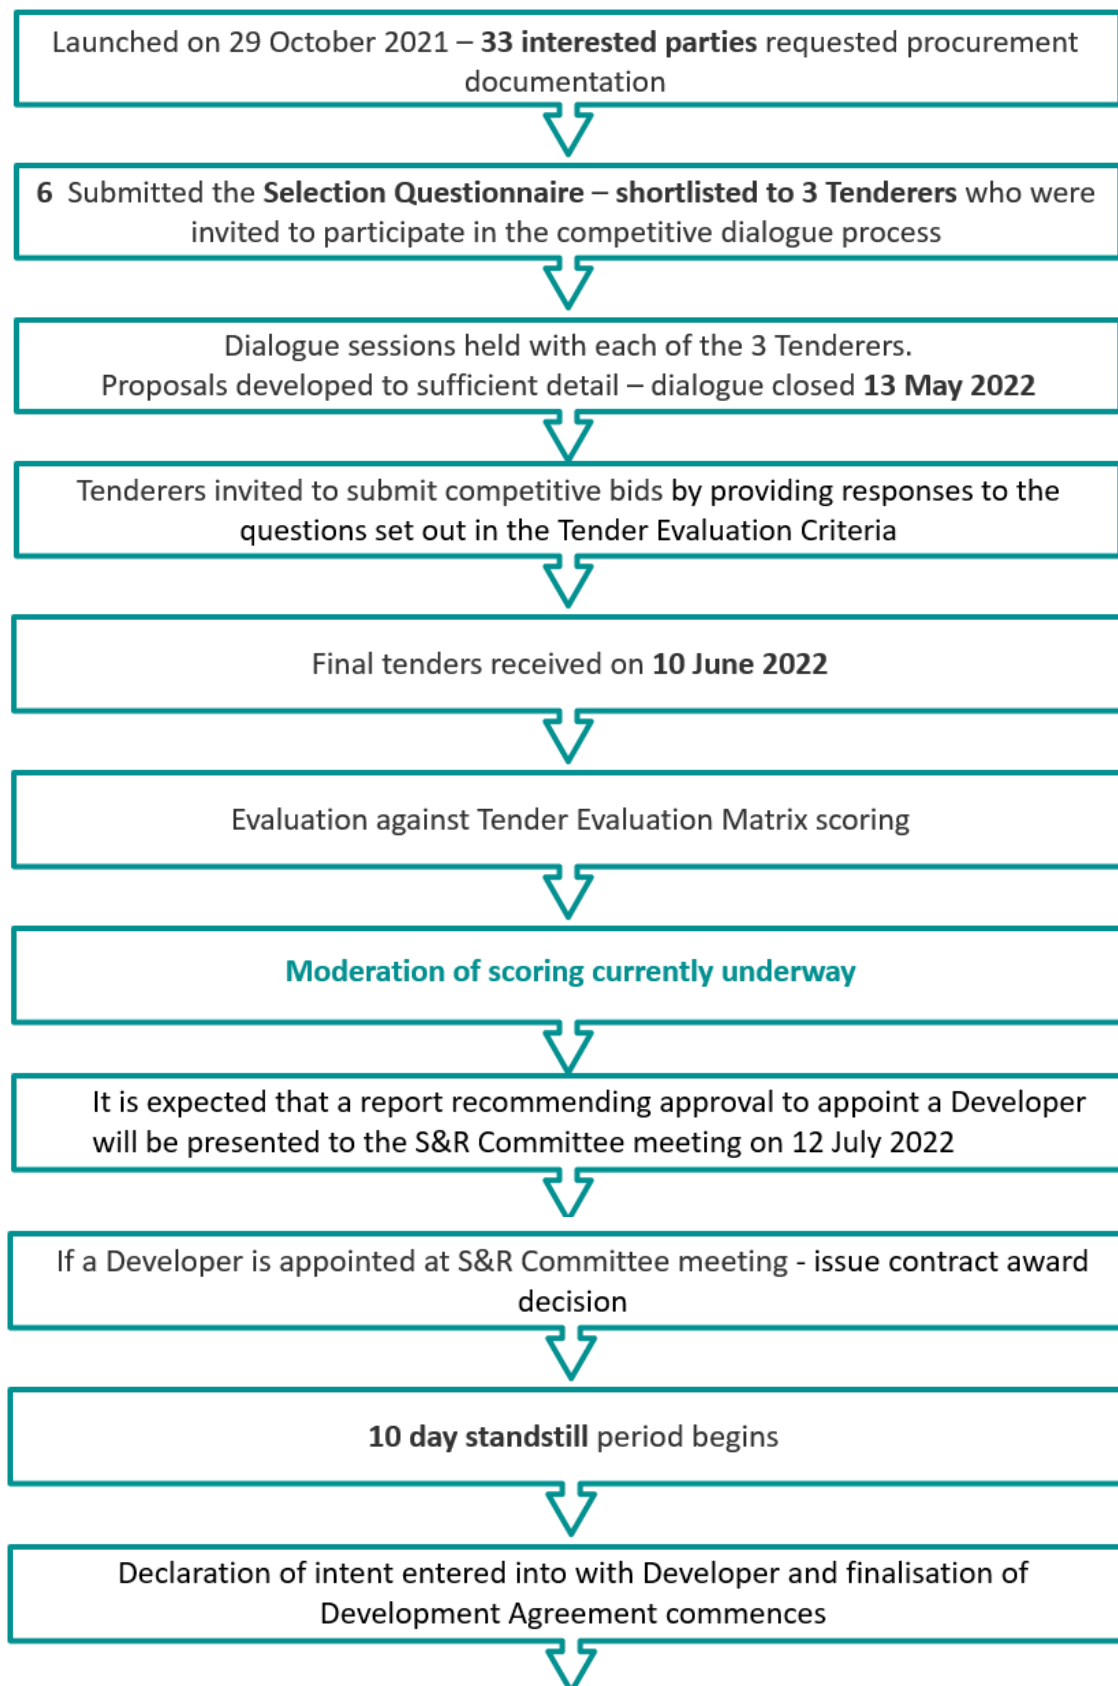 Launched on 29 October 2021 – 33 interested parties requested procurement
documentation
6 Submitted the Selection Questionnaire – shortlisted to 3 Tenderers who were
invited to participate in the competitive dialogue process
Dialogue sessions held with each of the 3 Tenderers.
Proposals developed to sufficient detail – dialogue closed 13 May 2022
Tenderers invited to submit competitive bids by providing responses to the
questions set out in the Tender Evaluation Criteria
Final tenders received on 10 June 2022
Evaluation against Tender Evaluation Matrix scoring
Moderation of scoring currently underway
It is expected that a report recommending approval to appoint a Developer
will be presented to the S&R Committee meeting on 12 July 2022
If a Developer is appointed at S&R Committee meeting - issue contract award
decision
10 day standstill period begins
Declaration of intent entered into with Developer and finalisation of
Development Agreement commences